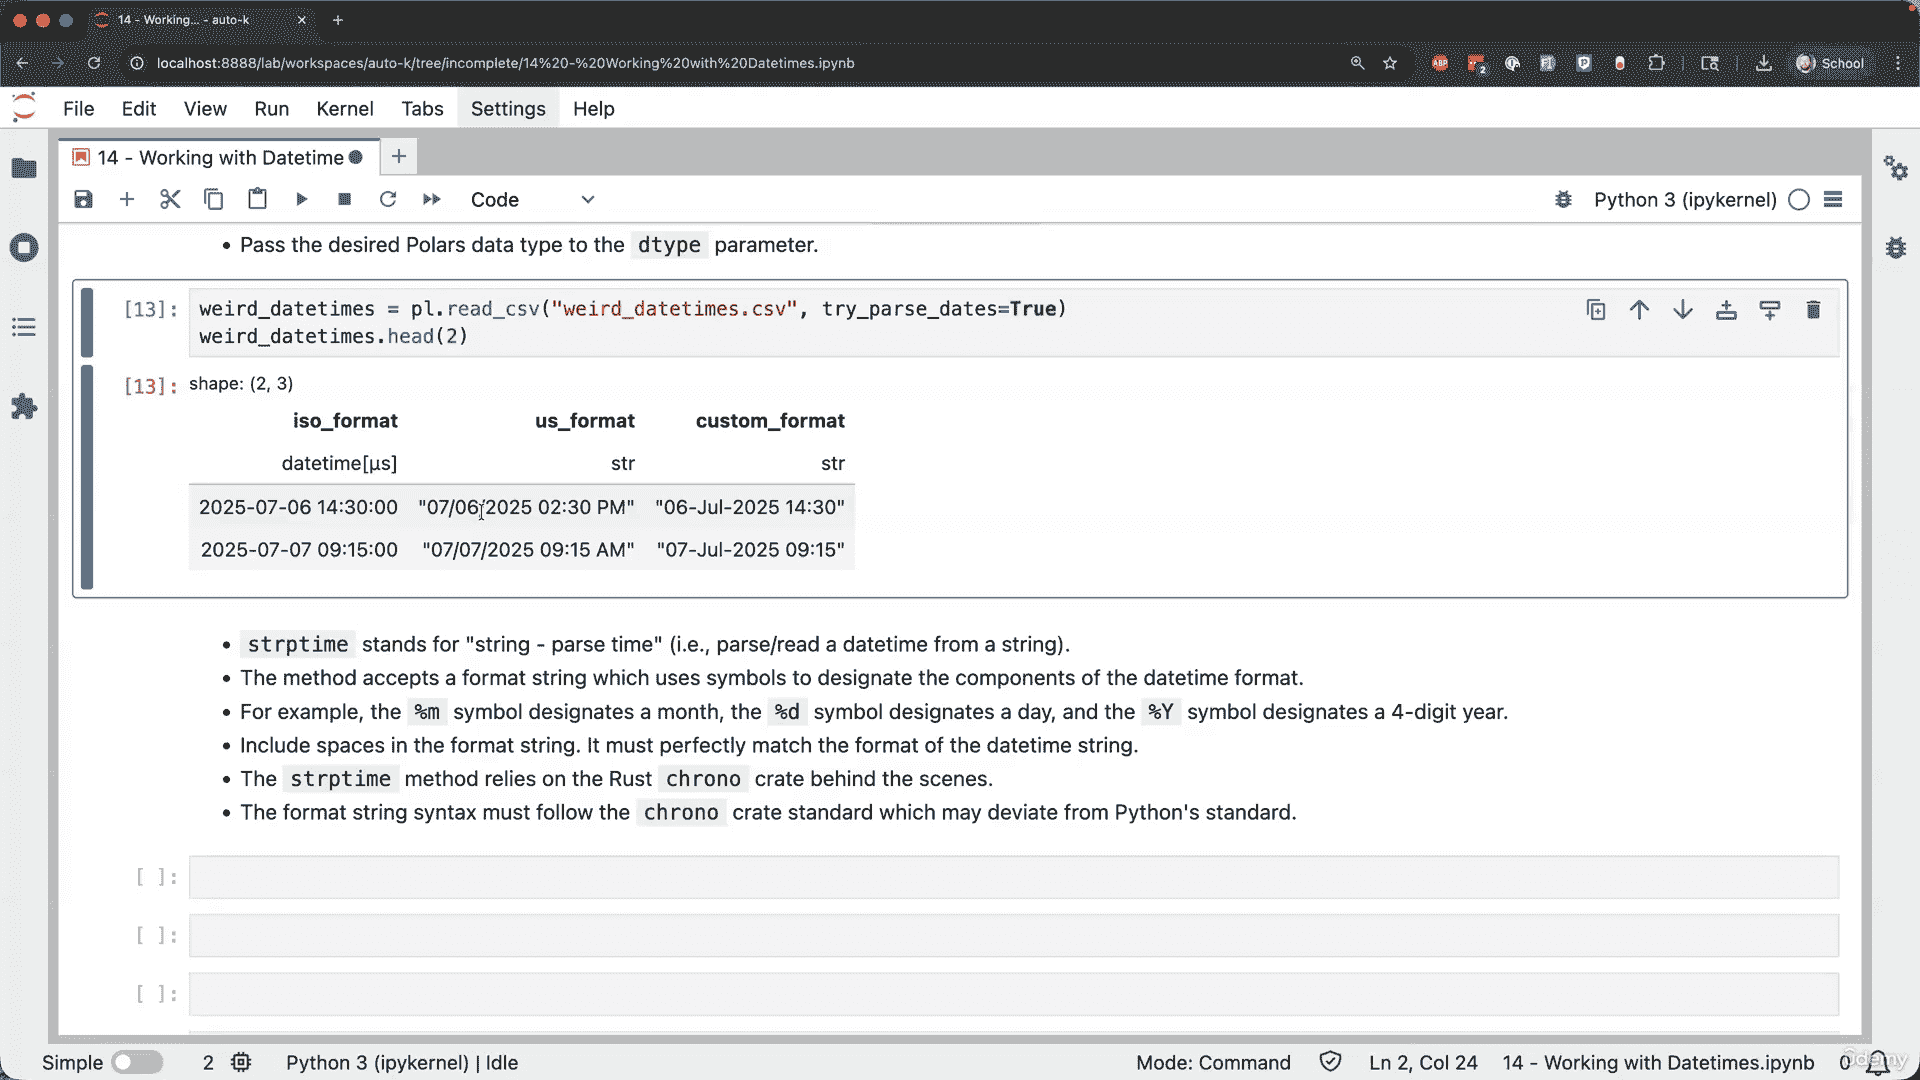 14 - Working... - auto-k
localhost:8888/lab/workspaces/auto-k/tree/incomplete/14%20-%20Working%20with%20Datetimes.ipynb
ABP
2
School
File Edit View Run Kernel Tabs Settings Help
14 - Working with Datetime
Code
Python 3 (ipykernel)
• Pass the desired Polars data type to the dtype parameter.
[13]: weird_datetimes = pl.read_csv("weird_datetimes.csv", try_parse_dates=True)
weird_datetimes.head(2)
[13]: shape: (2, 3)
iso_format us_format custom_format
datetime[μs] str str
2025-07-06 14:30:00 "07/06/2025 02:30 PM" "06-Jul-2025 14:30"
2025-07-07 09:15:00 "07/07/2025 09:15 AM" "07-Jul-2025 09:15"
• strptime stands for "string - parse time" (i.e., parse/read a datetime from a string).
• The method accepts a format string which uses symbols to designate the components of the datetime format.
• For example, the %m symbol designates a month, the %d symbol designates a day, and the %Y symbol designates a 4-digit year.
• Include spaces in the format string. It must perfectly match the format of the datetime string.
• The strptime method relies on the Rust chrono crate behind the scenes.
• The format string syntax must follow the chrono crate standard which may deviate from Python's standard.
[ ]:
[ ]:
[ ]:
Simple 2 Python 3 (ipykernel) | Idle Mode: Command Ln 2, Col 24 14 - Working with Datetimes.ipynb 0
Udemy